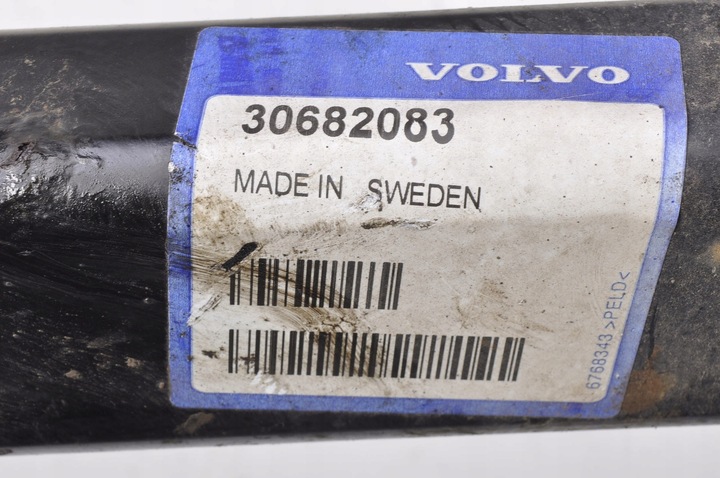 VOLVO
30682083
MADE IN SWEDEN
6768343 >PELD<